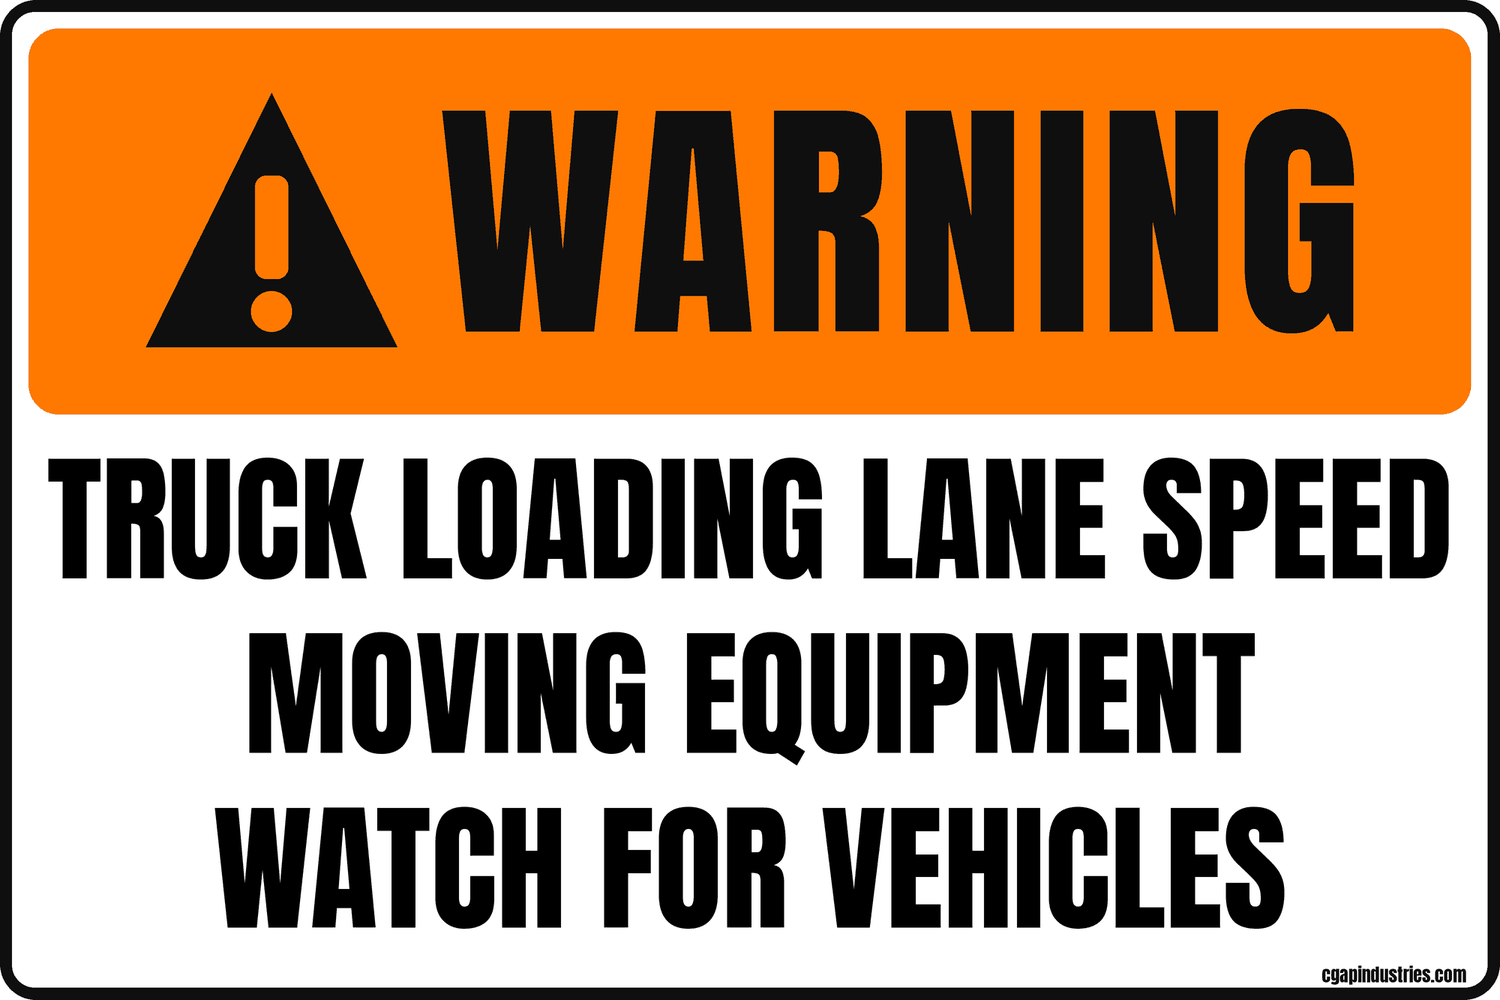 WARNING
TRUCK LOADING LANE SPEED
MOVING EQUIPMENT
WATCH FOR VEHICLES
cgapindustries.com